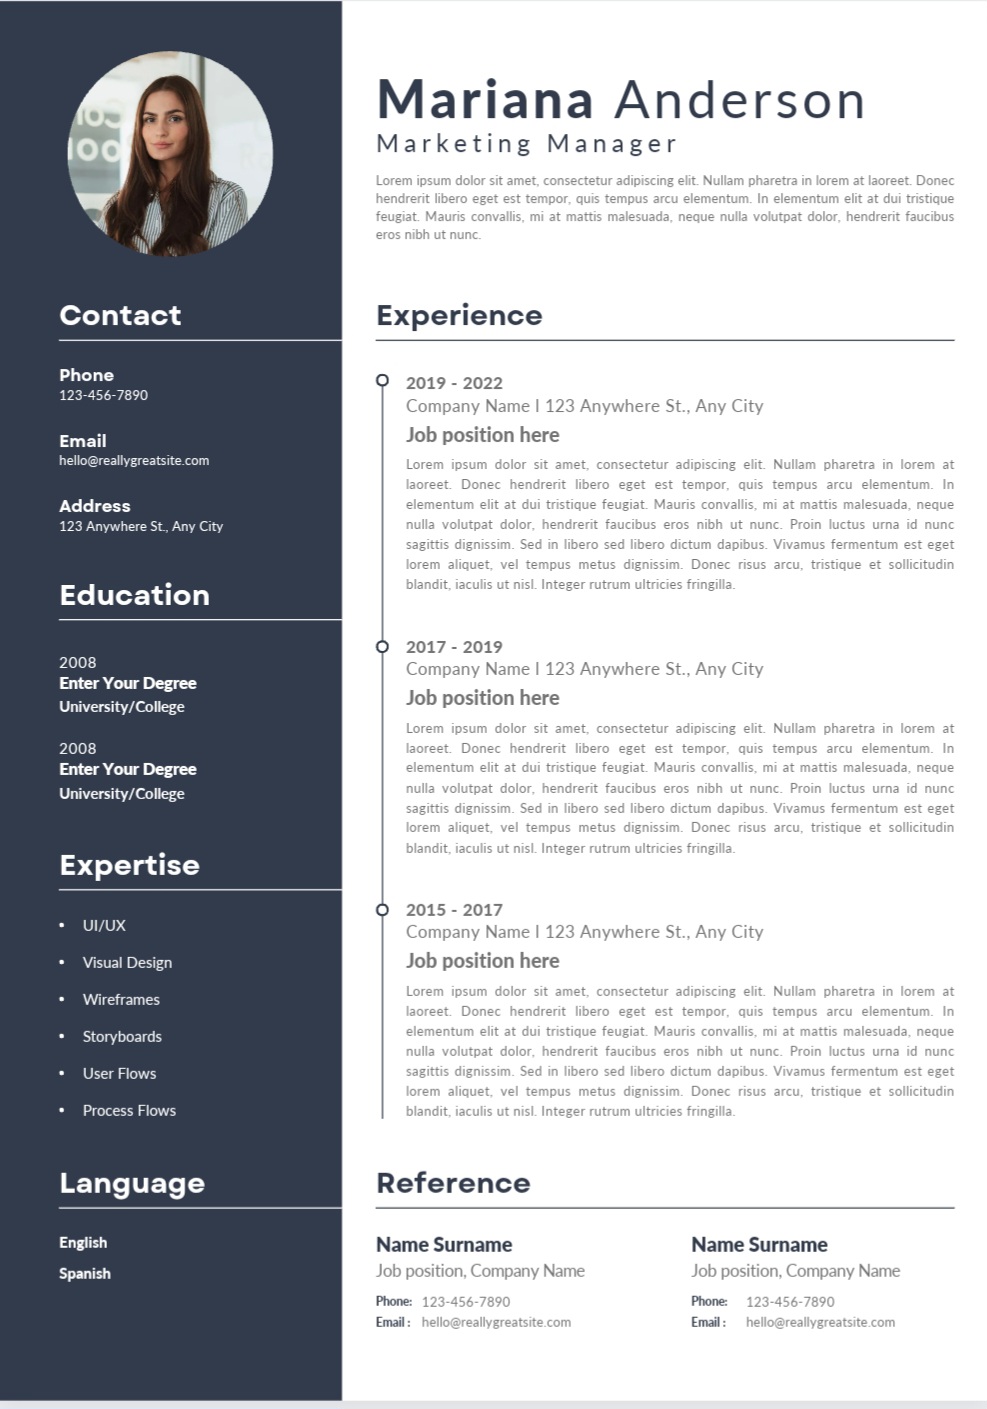 Mariana Anderson
Marketing Manager
Lorem ipsum dolor sit amet, consectetur adipiscing elit. Nullam pharetra in lorem at laoreet. Donec
hendrerit libero eget est tempor, quis tempus arcu elementum. In elementum elit at dui tristique
feugiat. Mauris convallis, mi at mattis malesuada, neque nulla volutpat dolor, hendrerit faucibus
eros nibh ut nunc.
Contact
Phone
123-456-7890
Email
hello@reallygreatsite.com
Address
123 Anywhere St., Any City
Education
2008
Enter Your Degree
University/College
2008
Enter Your Degree
University/College
Expertise
• UI/UX
• Visual Design
• Wireframes
• Storyboards
• User Flows
• Process Flows
Language
English
Spanish
Experience
2019 - 2022
Company Name l 123 Anywhere St., Any City
Job position here
Lorem ipsum dolor sit amet, consectetur adipiscing elit. Nullam pharetra in lorem at
laoreet. Donec hendrerit libero eget est tempor, quis tempus arcu elementum. In
elementum elit at dui tristique feugiat. Mauris convallis, mi at mattis malesuada, neque
nulla volutpat dolor, hendrerit faucibus eros nibh ut nunc. Proin luctus urna id nunc
sagittis dignissim. Sed in libero sed libero dictum dapibus. Vivamus fermentum est eget
lorem aliquet, vel tempus metus dignissim. Donec risus arcu, tristique et sollicitudin
blandit, iaculis ut nisl. Integer rutrum ultricies fringilla.
2017 - 2019
Company Name l 123 Anywhere St., Any City
Job position here
Lorem ipsum dolor sit amet, consectetur adipiscing elit. Nullam pharetra in lorem at
laoreet. Donec hendrerit libero eget est tempor, quis tempus arcu elementum. In
elementum elit at dui tristique feugiat. Mauris convallis, mi at mattis malesuada, neque
nulla volutpat dolor, hendrerit faucibus eros nibh ut nunc. Proin luctus urna id nunc
sagittis dignissim. Sed in libero sed libero dictum dapibus. Vivamus fermentum est eget
lorem aliquet, vel tempus metus dignissim. Donec risus arcu, tristique et sollicitudin
blandit, iaculis ut nisl. Integer rutrum ultricies fringilla.
2015 - 2017
Company Name l 123 Anywhere St., Any City
Job position here
Lorem ipsum dolor sit amet, consectetur adipiscing elit. Nullam pharetra in lorem at
laoreet. Donec hendrerit libero eget est tempor, quis tempus arcu elementum. In
elementum elit at dui tristique feugiat. Mauris convallis, mi at mattis malesuada, neque
nulla volutpat dolor, hendrerit faucibus eros nibh ut nunc. Proin luctus urna id nunc
sagittis dignissim. Sed in libero sed libero dictum dapibus. Vivamus fermentum est eget
lorem aliquet, vel tempus metus dignissim. Donec risus arcu, tristique et sollicitudin
blandit, iaculis ut nisl. Integer rutrum ultricies fringilla.
Reference
Name Surname
Job position, Company Name
Phone: 123-456-7890
Email : hello@reallygreatsite.com
Name Surname
Job position, Company Name
Phone: 123-456-7890
Email : hello@reallygreatsite.com